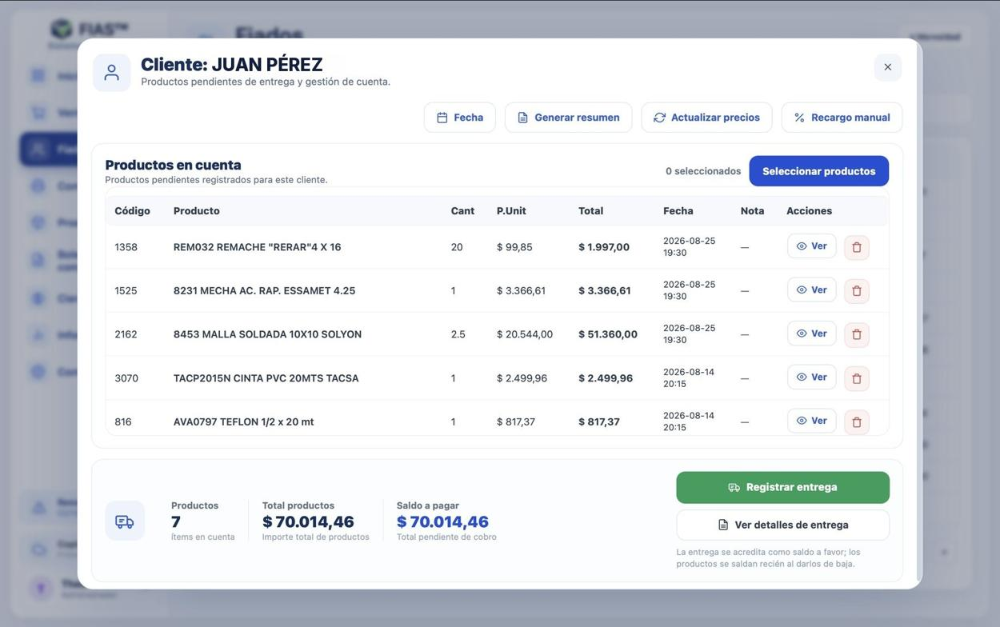 FIAS™
Fiados
Cliente: JUAN PÉREZ
Productos pendientes de entrega y gestión de cuenta.
Fecha
Generar resumen
Actualizar precios
Recargo manual
Productos en cuenta
Productos pendientes registrados para este cliente.
0 seleccionados
Seleccionar productos
Código Producto Cant P.Unit Total Fecha Nota Acciones
1358 REM032 REMACHE "RERAR"4 X 16 20 $ 99,85 $ 1.997,00 2026-08-25 19:30 — Ver
1525 8231 MECHA AC. RAP. ESSAMET 4.25 1 $ 3.366,61 $ 3.366,61 2026-08-25 19:30 — Ver
2162 8453 MALLA SOLDADA 10X10 SOLYON 2.5 $ 20.544,00 $ 51.360,00 2026-08-25 19:30 — Ver
3070 TACP2015N CINTA PVC 20MTS TACSA 1 $ 2.499,96 $ 2.499,96 2026-08-14 20:15 — Ver
816 AVA0797 TEFLON 1/2 x 20 mt 1 $ 817,37 $ 817,37 2026-08-14 20:15 — Ver
Productos
7
ítems en cuenta
Total productos
$ 70.014,46
Importe total de productos
Saldo a pagar
$ 70.014,46
Total pendiente de cobro
Registrar entrega
Ver detalles de entrega
La entrega se acredita como saldo a favor; los
productos se saldan recién al darlos de baja.